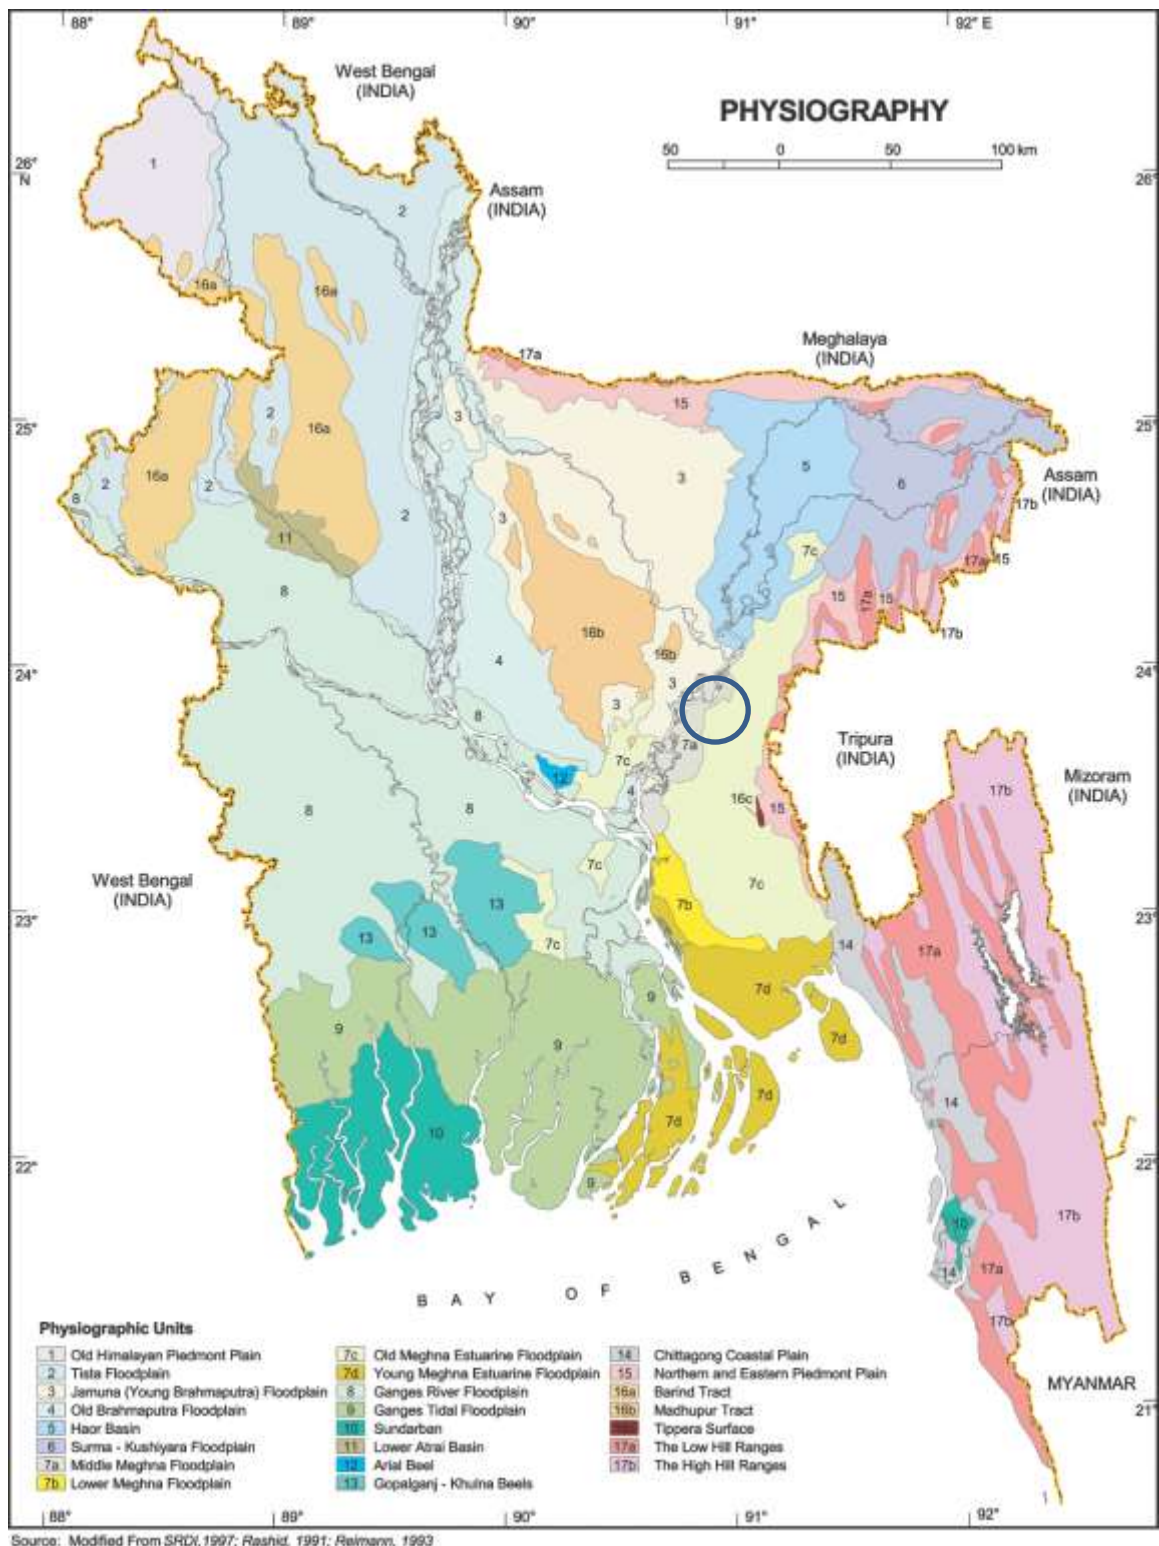 88° 89° 90° 91° 92° E
West Bengal
(INDIA)
PHYSIOGRAPHY
50 0 50 100 km
26°
N
26°
1
2
Assam
(INDIA)
16a
16a
Meghalaya
(INDIA)
17a
15
25°
25°
2
3
16a
3
5
6
Assam
(INDIA)
8
2
16a
2
2
3
17b
11
7c
17a
15
8
15
17a
15
16b
17b
4
16b
24°
24°
3
3
8
7a
7c
Tripura
(INDIA)
12
4
Mizoram
(INDIA)
16c
15
17b
8
8
7c
7c
West Bengal
(INDIA)
13
7b
23°
23°
13
13
7c
14
17a
9
7d
9
9
7d
7d
10
7d
14
22°
22°
9
10
17b
14
17a
17b
BAY OF BENGAL
MYANMAR
21°
Physiographic Units
1 Old Himalayan Piedmont Plain
2 Tista Floodplain
3 Jamuna (Young Brahmaputra) Floodplain
4 Old Brahmaputra Floodplain
5 Haor Basin
6 Surma - Kushiyara Floodplain
7a Middle Meghna Floodplain
7b Lower Meghna Floodplain
7c Old Meghna Estuarine Floodplain
7d Young Meghna Estuarine Floodplain
8 Ganges River Floodplain
9 Ganges Tidal Floodplain
10 Sundarban
11 Lower Atrai Basin
12 Arial Beel
13 Gopalganj - Khulna Beels
14 Chittagong Coastal Plain
15 Northern and Eastern Piedmont Plain
16a Barind Tract
16b Madhupur Tract
Tippera Surface
17a The Low Hill Ranges
17b The High Hill Ranges
88° 89° 90° 91° 92°
Source: Modified From SRDI,1997; Rashid, 1991; Reimann, 1993